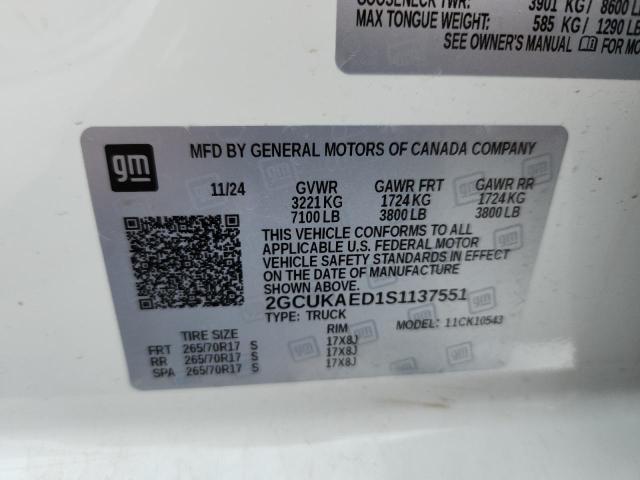 GOOSENECK TWR: 3901 KG/ 8600 L
MAX TONGUE WEIGHT: 585 KG/ 1290 LB
SEE OWNER'S MANUAL FOR MO
gm
MFD BY GENERAL MOTORS OF CANADA COMPANY
11/24 GVWR GAWR FRT GAWR RR
3221 KG 1724 KG 1724 KG
7100 LB 3800 LB 3800 LB
THIS VEHICLE CONFORMS TO ALL
APPLICABLE U.S. FEDERAL MOTOR
VEHICLE SAFETY STANDARDS IN EFFECT
ON THE DATE OF MANUFACTURE SHOWN
ABOVE.
2GCUKAED1S1137551
TYPE: TRUCK MODEL: 11CK10543
TIRE SIZE RIM
FRT 265/70R17 S 17X8J
RR 265/70R17 S 17X8J
SPA 265/70R17 S 17X8J